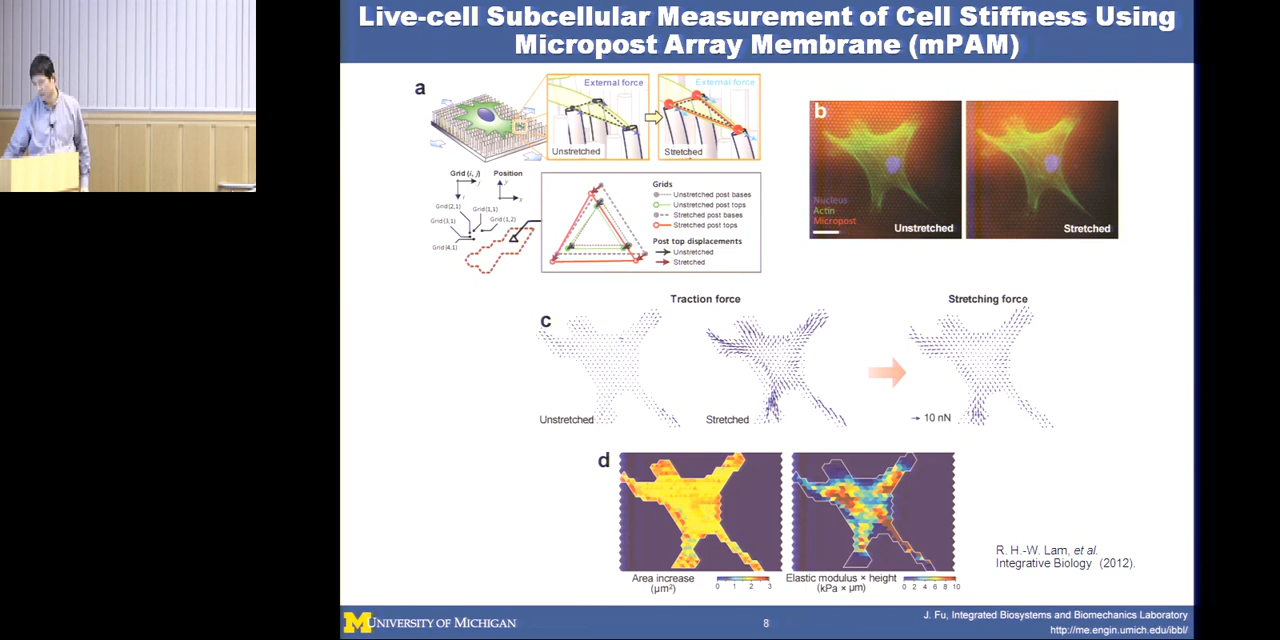 Live-cell Subcellular Measurement of Cell Stiffness Using
Micropost Array Membrane (mPAM)
a
External force
Unstretched
External force
Stretched
Grid (i, j)
Position
j
i
y
x
Grid(2,1)
Grid(1,1)
Grid(3,1)
Grid(1,2)
Grid(4,1)
Grids
Unstretched post bases
Unstretched post tops
Stretched post bases
Stretched post tops
Post top displacements
Unstretched
Stretched
b
Nucleus
Actin
Micropost
Unstretched
Stretched
Traction force
Stretching force
c
Unstretched
Stretched
10 nN
d
Area increase
(μm²)
0 1 2 3
Elastic modulus × height
(kPa × μm)
0 2 4 6 8 10
R. H.-W. Lam, et al.
Integrative Biology (2012).
M UNIVERSITY OF MICHIGAN
8
J. Fu, Integrated Biosystems and Biomechanics Laboratory
http://me.engin.umich.edu/ibbl/